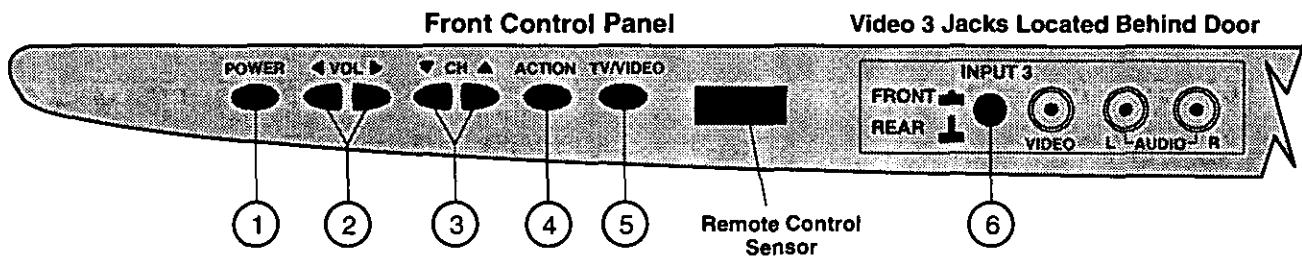 Front Control Panel
Video 3 Jacks Located Behind Door
POWER ◀ VOL ▶ ▼ CH ▲ ACTION TV/VIDEO
INPUT 3
FRONT
REAR
VIDEO L AUDIO R
1 2 3 4 5 6
Remote Control
Sensor